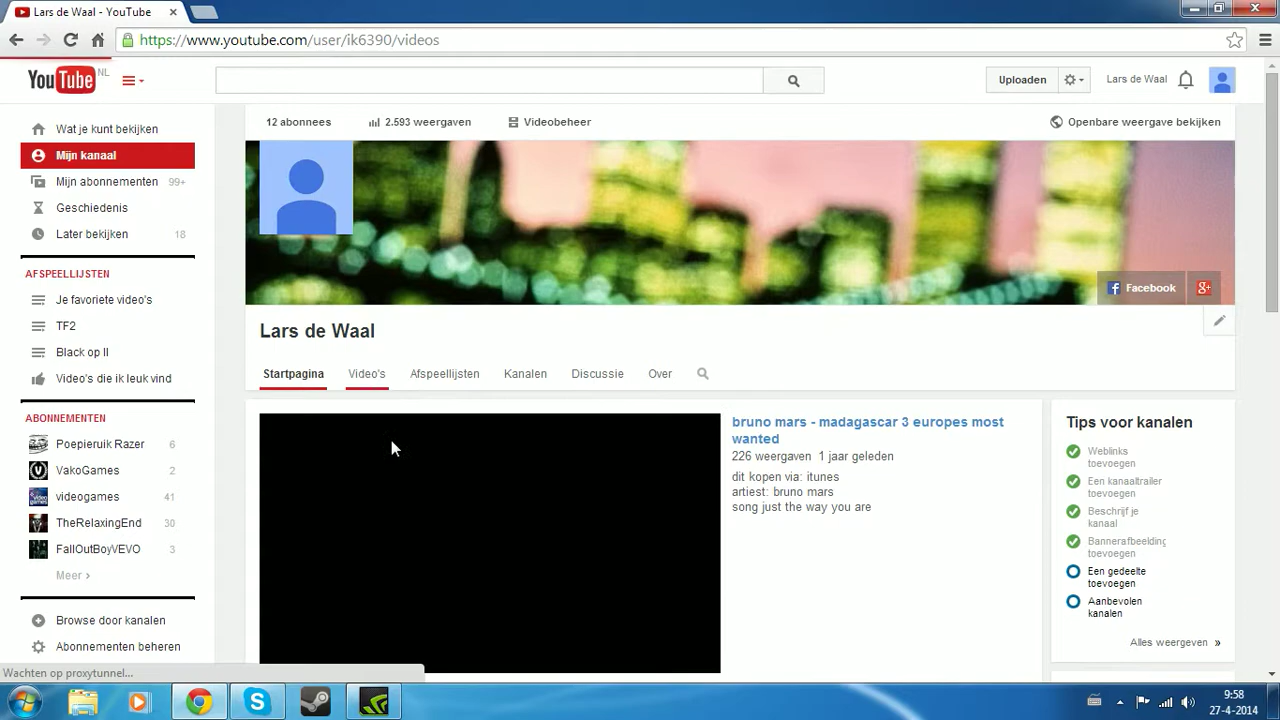 Lars de Waal - YouTube
https://www.youtube.com/user/ik6390/videos
YouTube NL
Uploaden
Lars de Waal
12 abonnees
2.593 weergaven
Videobeheer
Openbare weergave bekijken
Wat je kunt bekijken
Mijn kanaal
Mijn abonnementen 99+
Geschiedenis
Later bekijken 18
AFSPEELLIJSTEN
Je favoriete video's
TF2
Black op II
Video's die ik leuk vind
ABONNEMENTEN
Poepieruik Razer 6
VakoGames 2
videogames 41
TheRelaxingEnd 30
FallOutBoyVEVO 3
Meer ›
Browse door kanalen
Abonnementen beheren
Facebook
Lars de Waal
Startpagina
Video's
Afspeellijsten
Kanalen
Discussie
Over
bruno mars - madagascar 3 europes most
wanted
226 weergaven 1 jaar geleden
dit kopen via: itunes
artiest: bruno mars
song just the way you are
Tips voor kanalen
Weblinks
toevoegen
Een kanaaltrailer
toevoegen
Beschrijf je
kanaal
Bannerafbeelding
toevoegen
Een gedeelte
toevoegen
Aanbevolen
kanalen
Alles weergeven »
Wachten op proxytunnel...
9:58
27-4-2014